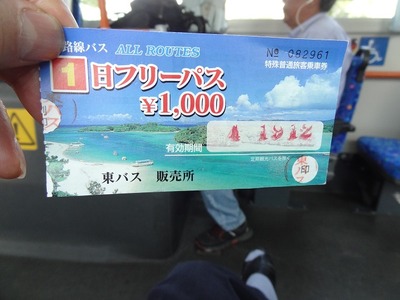 路線バス ALL ROUTES
No 082961
特殊普通旅客乗車券
1日フリーパス
¥1,000
有効期間
東バス 販売所
印